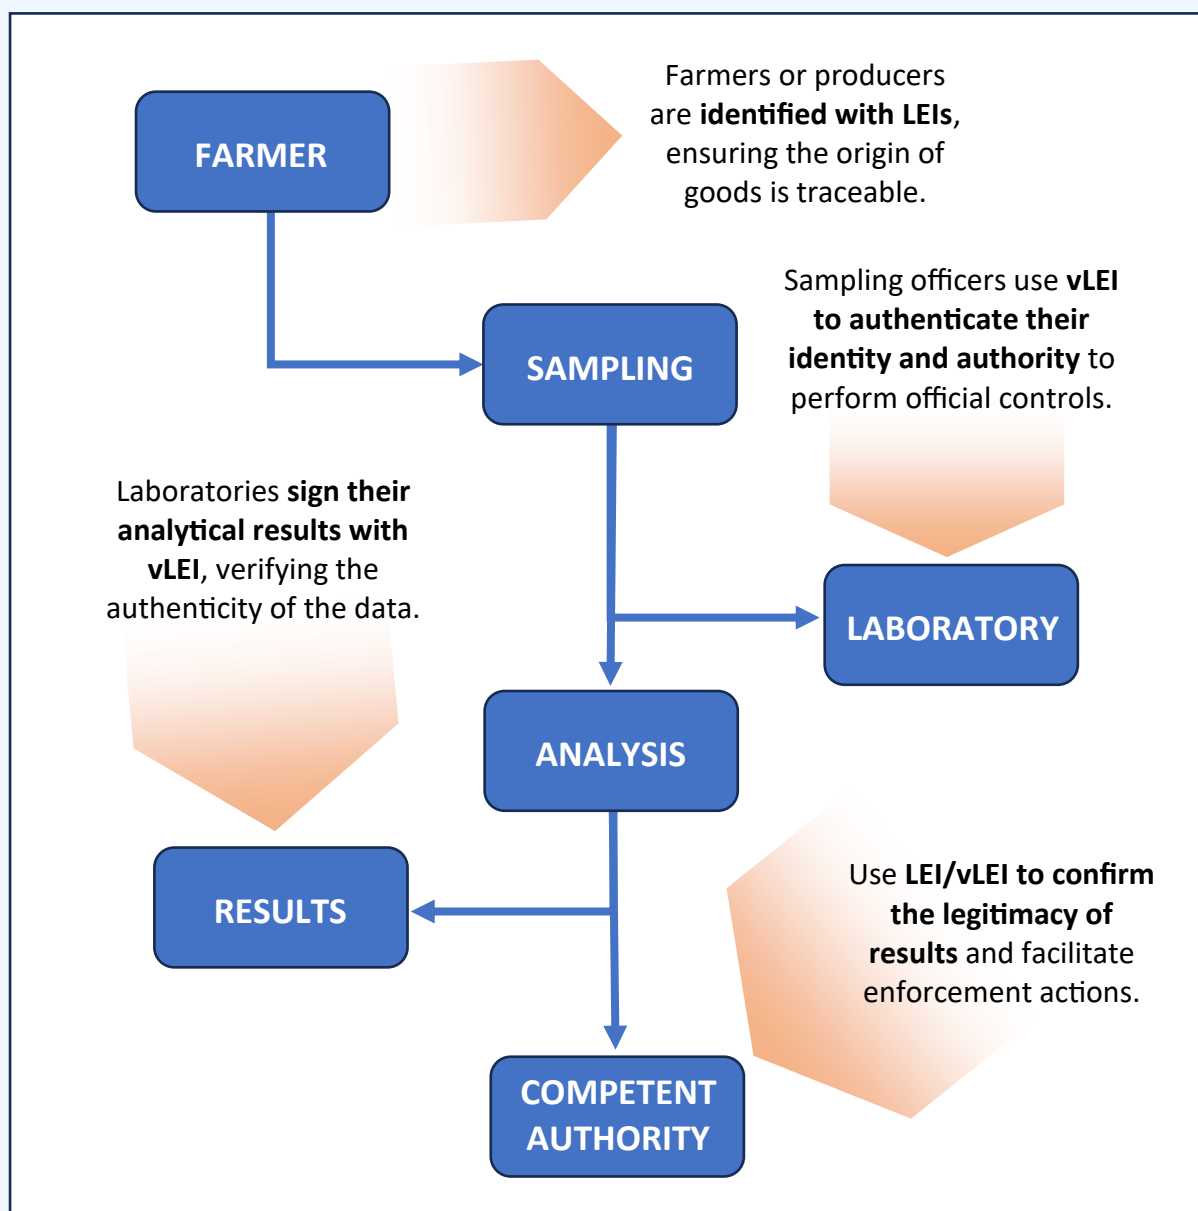 FARMER
Farmers or producers
are identified with LEIs,
ensuring the origin of
goods is traceable.
SAMPLING
Sampling officers use vLEI
to authenticate their
identity and authority to
perform official controls.
Laboratories sign their
analytical results with
vLEI, verifying the
authenticity of the data.
LABORATORY
ANALYSIS
RESULTS
Use LEI/vLEI to confirm
the legitimacy of
results and facilitate
enforcement actions.
COMPETENT
AUTHORITY